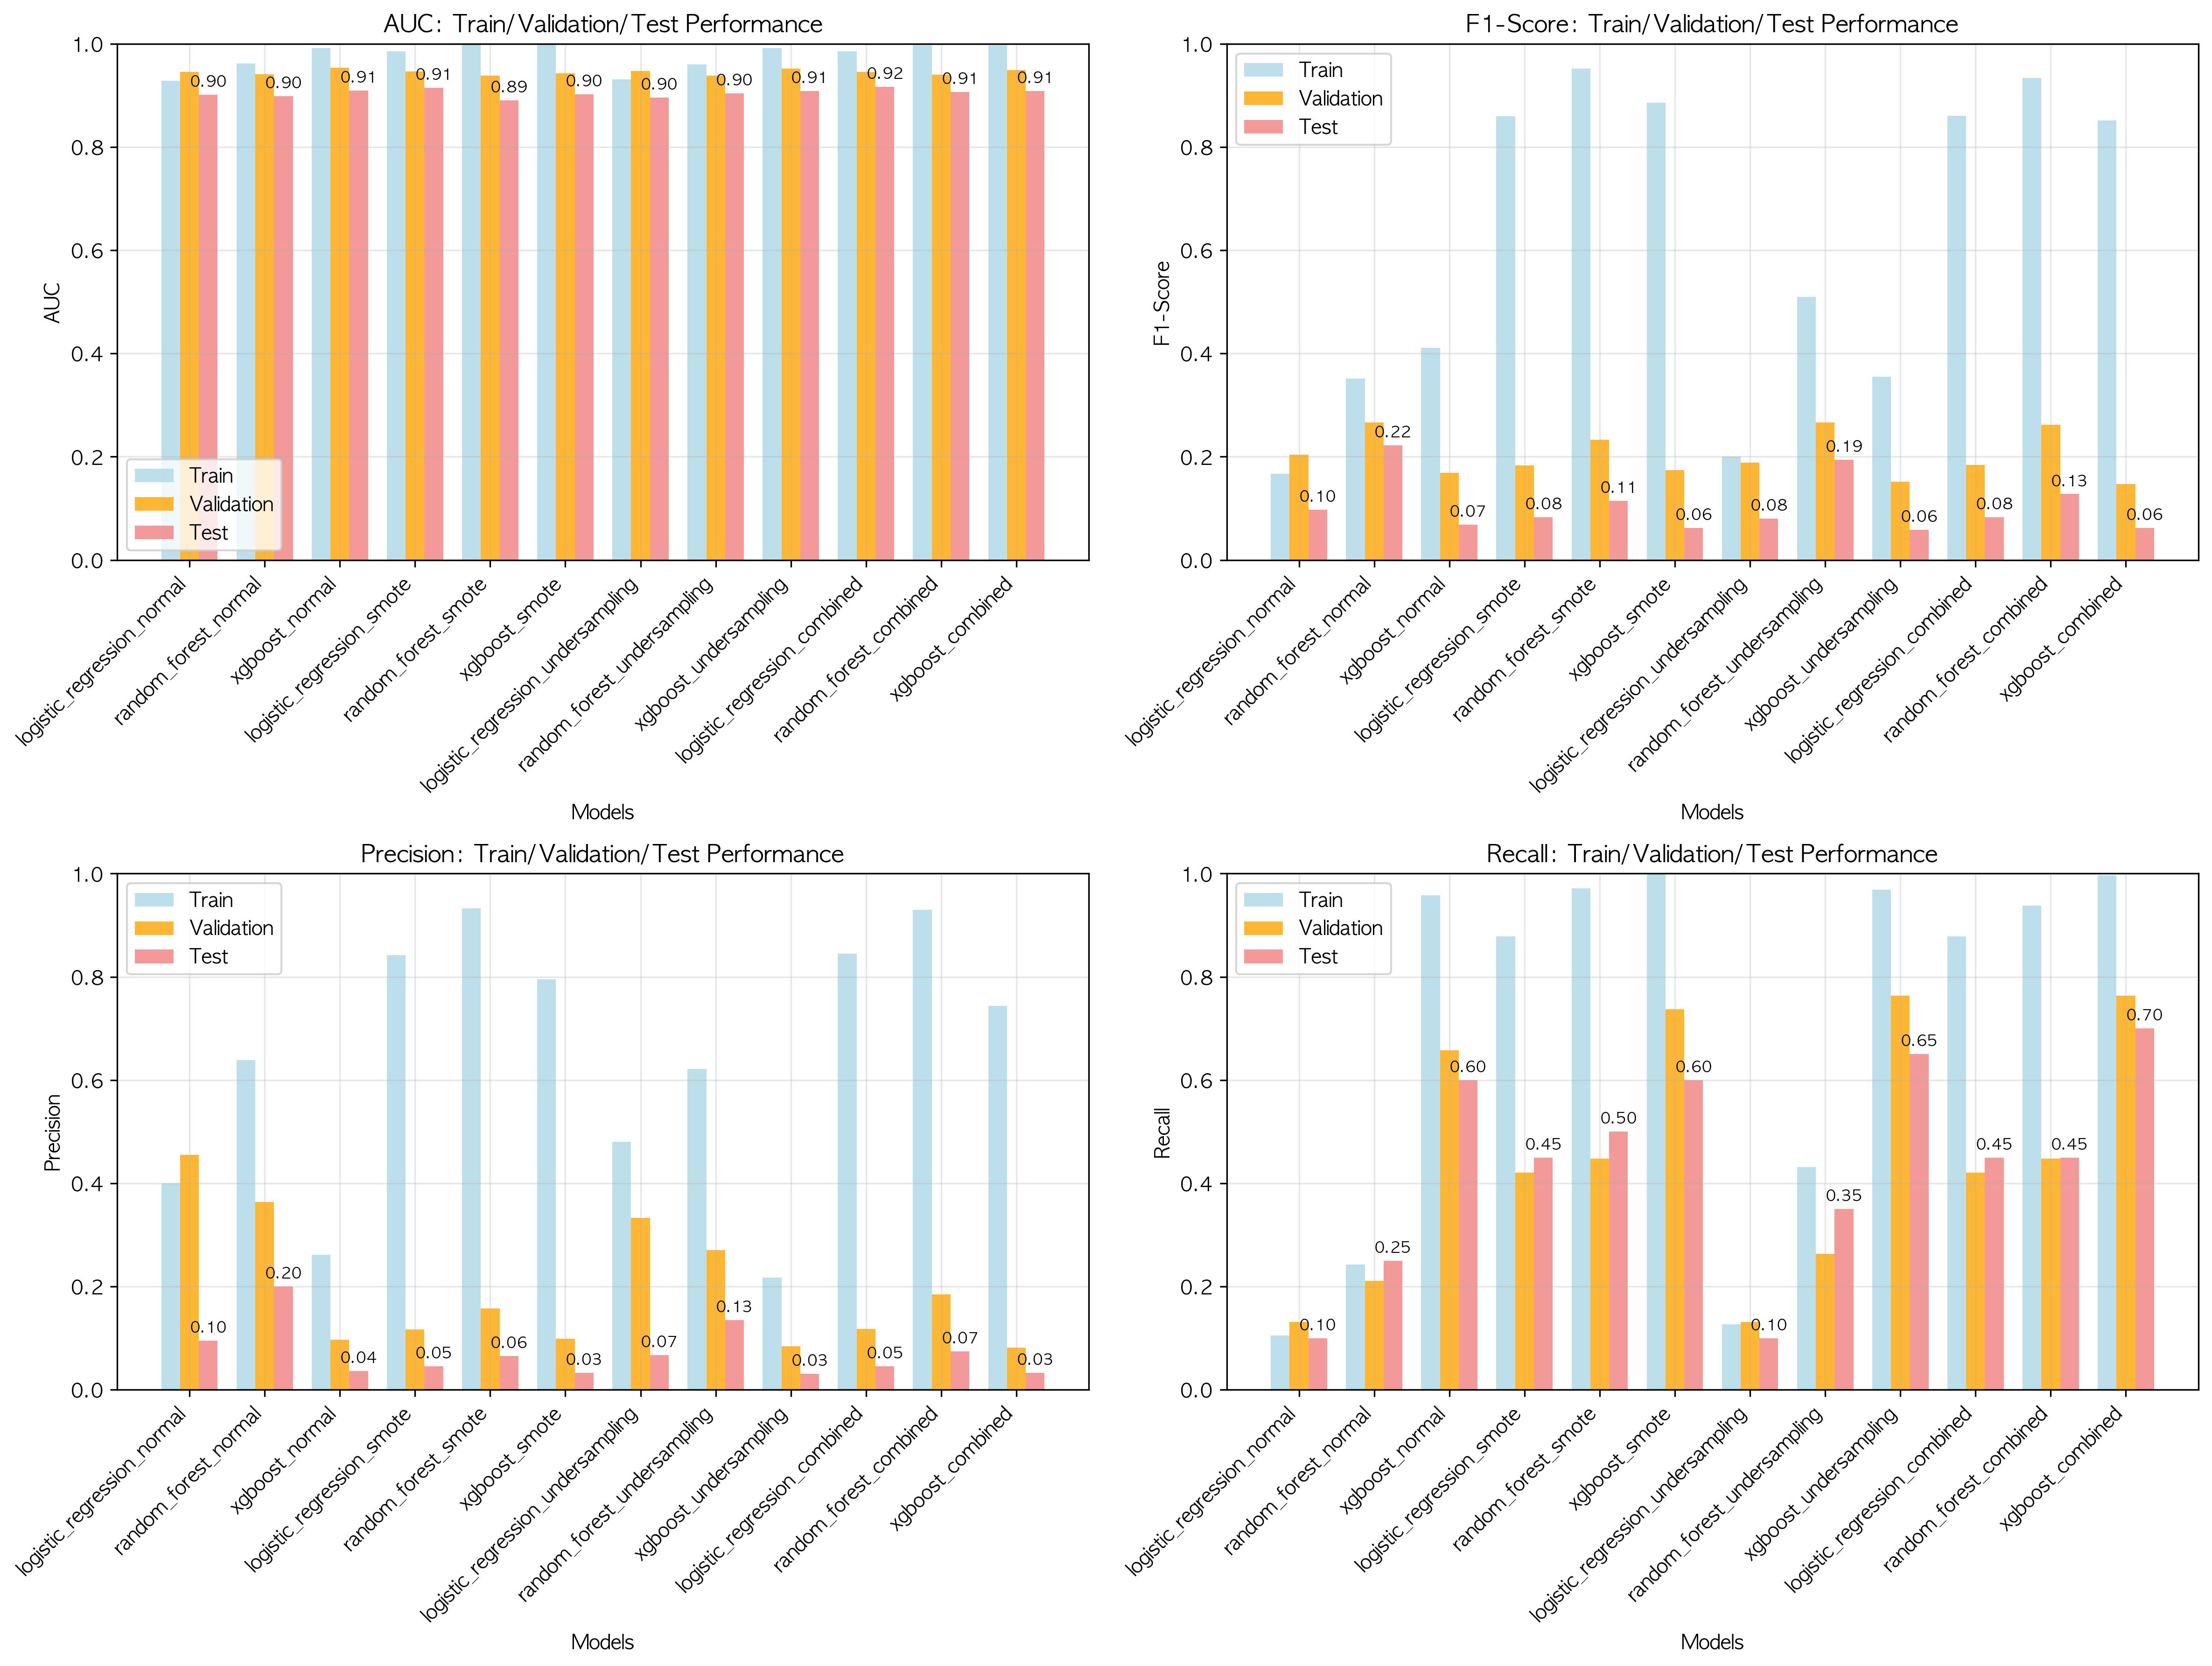 AUC: Train/Validation/Test Performance
1.0
0.8
0.6
0.4
0.2
0.0
AUC
0.90
0.90
0.91
0.91
0.89
0.90
0.90
0.90
0.91
0.92
0.91
0.91
Train
Validation
Test
logistic_regression_normal
random_forest_normal
xgboost_normal
logistic_regression_smote
random_forest_smote
xgboost_smote
logistic_regression_undersampling
random_forest_undersampling
xgboost_undersampling
logistic_regression_combined
random_forest_combined
xgboost_combined
Models
F1-Score: Train/Validation/Test Performance
1.0
0.8
0.6
0.4
0.2
0.0
F1-Score
Train
Validation
Test
0.10
0.22
0.07
0.08
0.11
0.06
0.08
0.19
0.06
0.08
0.13
0.06
logistic_regression_normal
random_forest_normal
xgboost_normal
logistic_regression_smote
random_forest_smote
xgboost_smote
logistic_regression_undersampling
random_forest_undersampling
xgboost_undersampling
logistic_regression_combined
random_forest_combined
xgboost_combined
Models
Precision: Train/Validation/Test Performance
1.0
0.8
0.6
0.4
0.2
0.0
Precision
Train
Validation
Test
0.10
0.20
0.04
0.05
0.06
0.03
0.07
0.13
0.03
0.05
0.07
0.03
logistic_regression_normal
random_forest_normal
xgboost_normal
logistic_regression_smote
random_forest_smote
xgboost_smote
logistic_regression_undersampling
random_forest_undersampling
xgboost_undersampling
logistic_regression_combined
random_forest_combined
xgboost_combined
Models
Recall: Train/Validation/Test Performance
1.0
0.8
0.6
0.4
0.2
0.0
Recall
Train
Validation
Test
0.10
0.25
0.60
0.45
0.50
0.60
0.10
0.35
0.65
0.45
0.45
0.70
logistic_regression_normal
random_forest_normal
xgboost_normal
logistic_regression_smote
random_forest_smote
xgboost_smote
logistic_regression_undersampling
random_forest_undersampling
xgboost_undersampling
logistic_regression_combined
random_forest_combined
xgboost_combined
Models